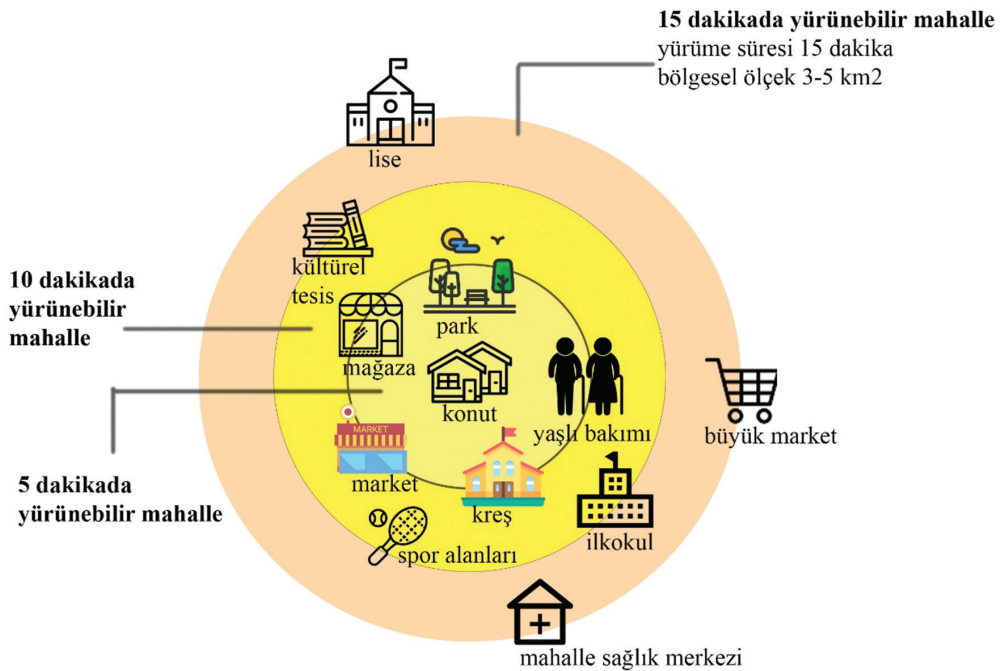 15 dakikada yürünebilir mahalle
yürüme süresi 15 dakika
bölgesel ölçek 3-5 km2
lise
kültürel
tesis
10 dakikada
yürünebilir
mahalle
park
mağaza
konut
yaşlı bakımı
büyük market
MARKET
market
5 dakikada
yürünebilir mahalle
kreş
ilkokul
spor alanları
mahalle sağlık merkezi